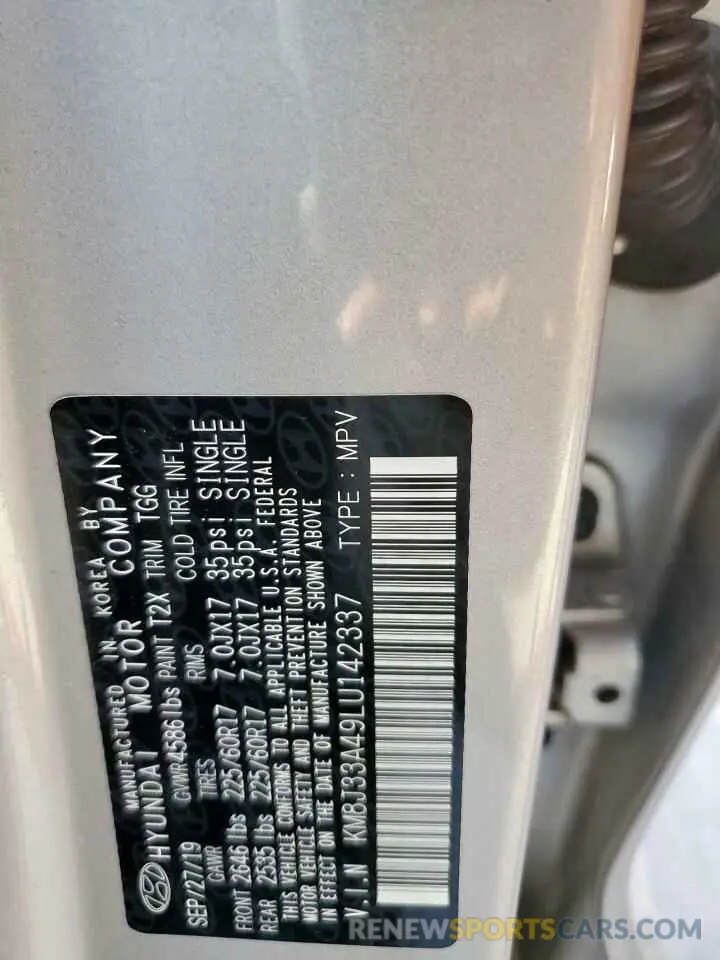 MANUFACTURED IN KOREA BY
HYUNDAI MOTOR COMPANY
SEP/27/19 GVWR 4586 lbs PAINT T2X TRIM TGG
GAWR TIRES RIMS COLD TIRE INFL
FRONT 2646 lbs 225/60R17 7.0JX17 35psi SINGLE
REAR 2535 lbs 225/60R17 7.0JX17 35psi SINGLE
THIS VEHICLE CONFORMS TO ALL APPLICABLE U.S.A. FEDERAL
MOTOR VEHICLE SAFETY AND THEFT PREVENTION STANDARDS
IN EFFECT ON THE DATE OF MANUFACTURE SHOWN ABOVE
V.I.N KM8J33A49LU142337 TYPE : MPV
RENEWSPORTSCARS.COM